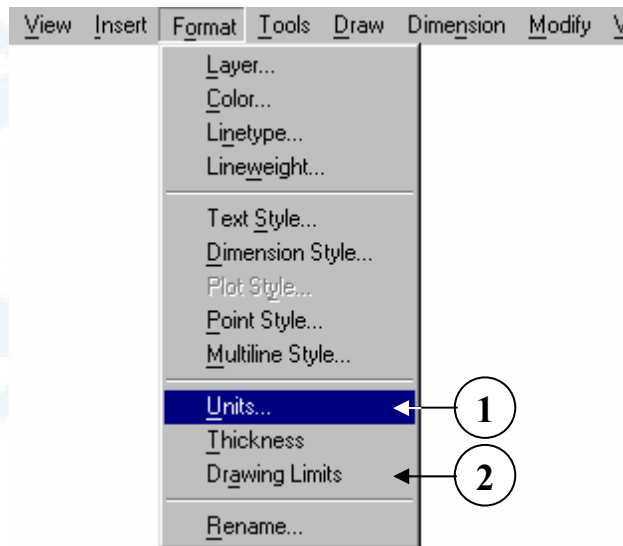 View Insert Format Tools Draw Dimension Modify
Layer...
Color...
Linetype...
Lineweight...
Text Style...
Dimension Style...
Plot Style...
Point Style...
Multiline Style...
Units... 1
Thickness
Drawing Limits 2
Rename...